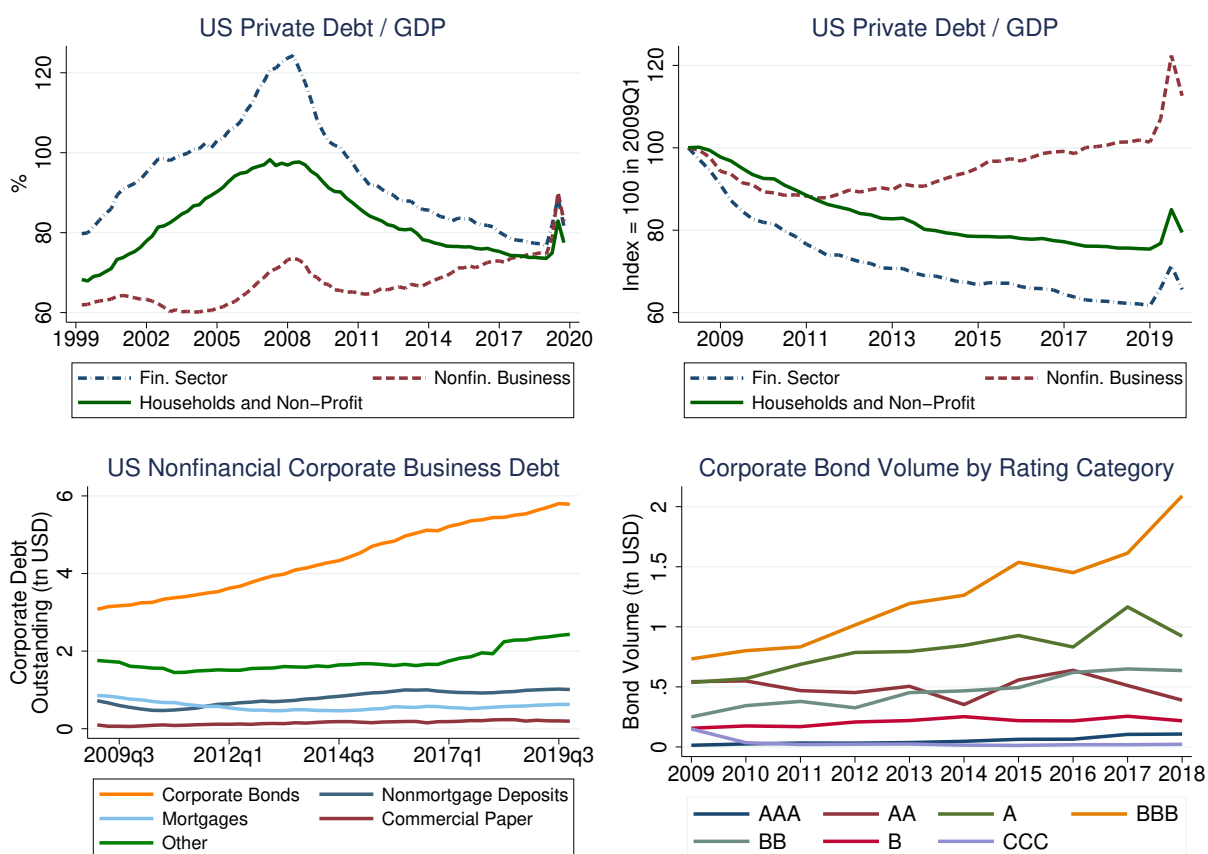 US Private Debt / GDP
%
120
100
80
60
1999 2002 2005 2008 2011 2014 2017 2020
Fin. Sector Nonfin. Business
Households and Non−Profit
US Private Debt / GDP
Index = 100 in 2009Q1
120
100
80
60
2009 2011 2013 2015 2017 2019
Fin. Sector Nonfin. Business
Households and Non−Profit
US Nonfinancial Corporate Business Debt
Corporate Debt
Outstanding (tn USD)
6
4
2
0
2009q3 2012q1 2014q3 2017q1 2019q3
Corporate Bonds Nonmortgage Deposits
Mortgages Commercial Paper
Other
Corporate Bond Volume by Rating Category
Bond Volume (tn USD)
2
1.5
1
.5
0
2009 2010 2011 2012 2013 2014 2015 2016 2017 2018
AAA AA A BBB
BB B CCC